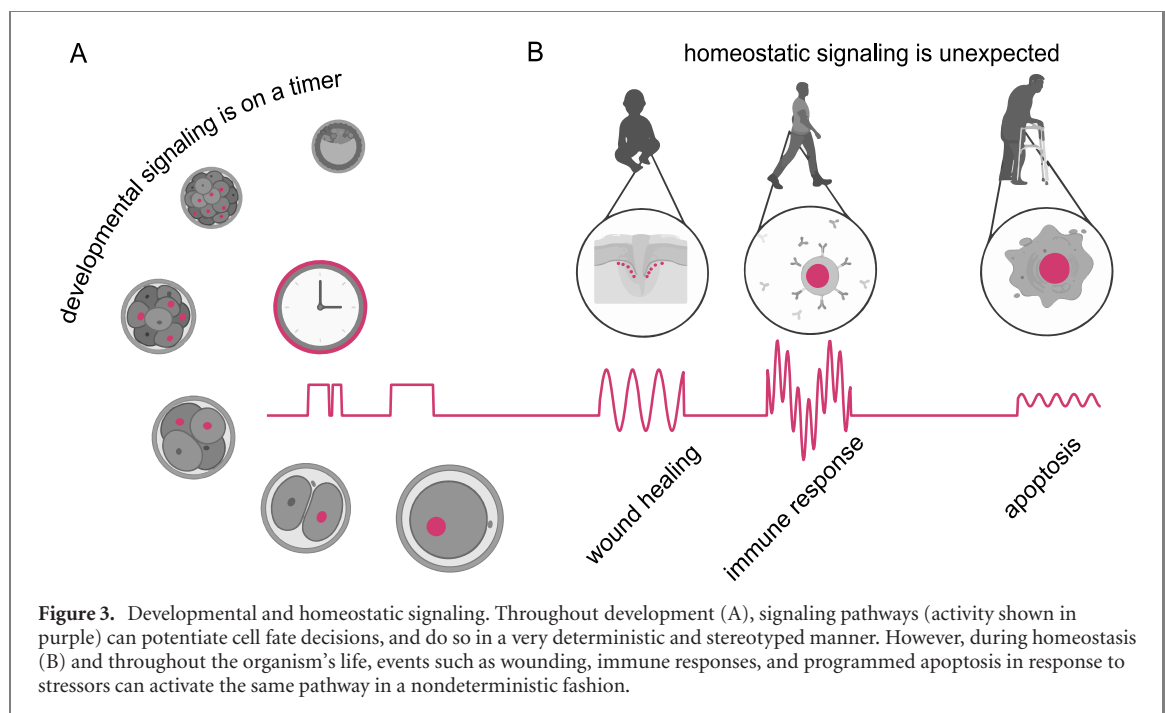 A
developmental signaling is on a timer
B
homeostatic signaling is unexpected
wound healing
immune response
apoptosis
Figure 3. Developmental and homeostatic signaling. Throughout development (A), signaling pathways (activity shown in
purple) can potentiate cell fate decisions, and do so in a very deterministic and stereotyped manner. However, during homeostasis
(B) and throughout the organism's life, events such as wounding, immune responses, and programmed apoptosis in response to
stressors can activate the same pathway in a nondeterministic fashion.